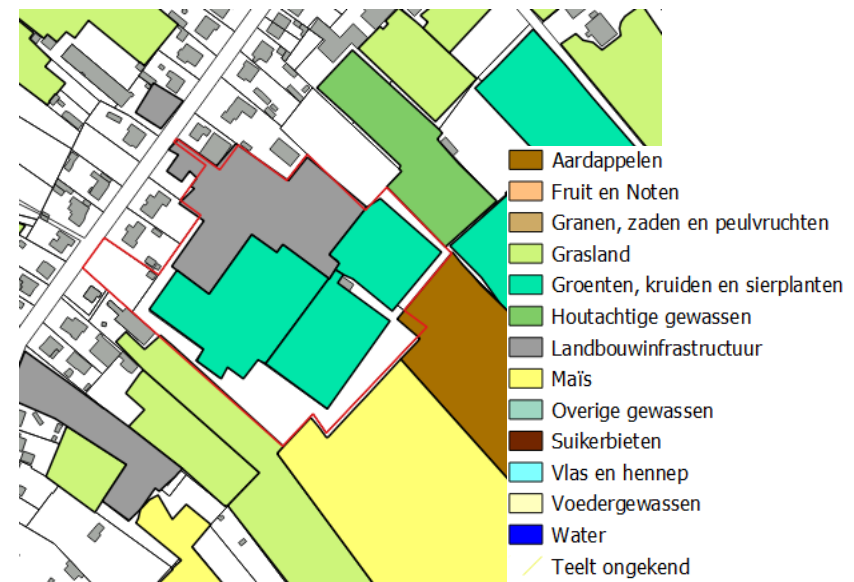 Aardappelen
Fruit en Noten
Granen, zaden en peulvruchten
Grasland
Groenten, kruiden en sierplanten
Houtachtige gewassen
Landbouwinfrastructuur
Maïs
Overige gewassen
Suikerbieten
Vlas en hennep
Voedergewassen
Water
Teelt ongekend